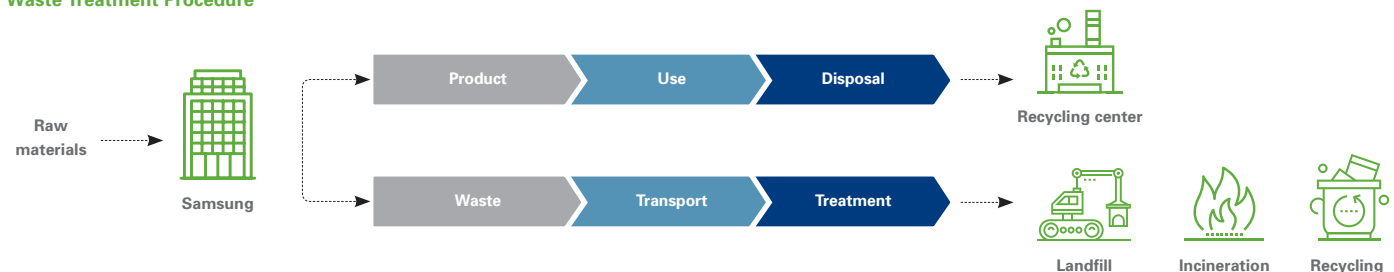 Waste Treatment Procedure
Raw
materials
Samsung
Product
Use
Disposal
Recycling center
Waste
Transport
Treatment
Landfill
Incineration
Recycling